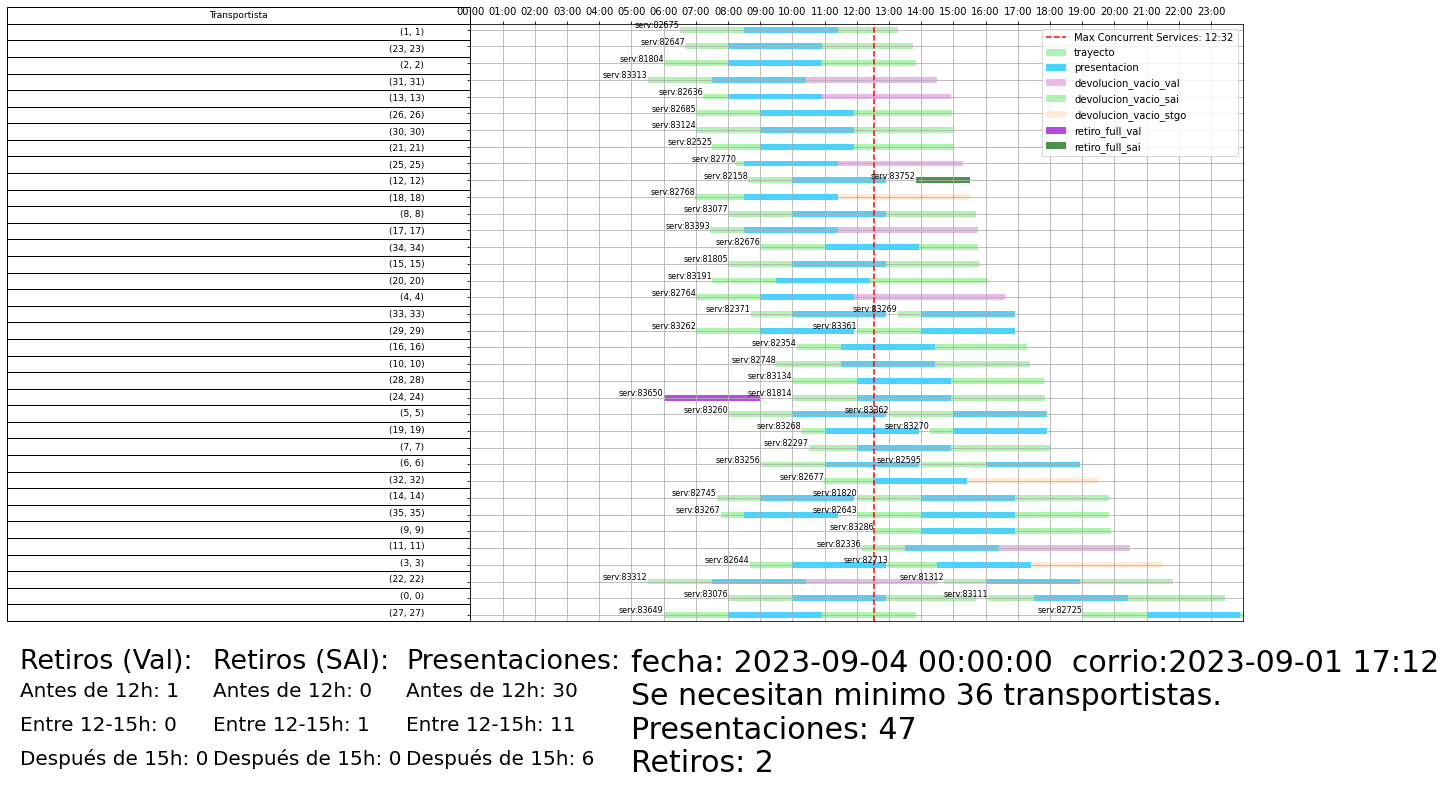 Transportista
00:00 01:00 02:00 03:00 04:00 05:00 06:00 07:00 08:00 09:00 10:00 11:00 12:00 13:00 14:00 15:00 16:00 17:00 18:00 19:00 20:00 21:00 22:00 23:00
(1, 1) serv:82675
(23, 23) serv:82647
(2, 2) serv:81804
(31, 31) serv:83313
(13, 13) serv:82636
(26, 26) serv:82685
(30, 30) serv:83124
(21, 21) serv:82525
(25, 25) serv:82770
(12, 12) serv:82158 serv:83752
(18, 18) serv:82768
(8, 8) serv:83077
(17, 17) serv:83393
(34, 34) serv:82676
(15, 15) serv:81805
(20, 20) serv:83191
(4, 4) serv:82764
(33, 33) serv:82371 serv:83269
(29, 29) serv:83262 serv:83361
(16, 16) serv:82354
(10, 10) serv:82748
(28, 28) serv:83134
(24, 24) serv:83650 serv:81814
(5, 5) serv:83260 serv:83362
(19, 19) serv:83268 serv:83270
(7, 7) serv:82297
(6, 6) serv:83256 serv:82595
(32, 32) serv:82677
(14, 14) serv:82745 serv:81820
(35, 35) serv:83267 serv:82643
(9, 9) serv:83286
(11, 11) serv:82336
(3, 3) serv:82644 serv:82713
(22, 22) serv:83312 serv:81312
(0, 0) serv:83076 serv:83111
(27, 27) serv:83649 serv:82725
Max Concurrent Services: 12:32
trayecto
presentacion
devolucion_vacio_val
devolucion_vacio_sai
devolucion_vacio_stgo
retiro_full_val
retiro_full_sai
Retiros (Val):
Antes de 12h: 1
Entre 12-15h: 0
Después de 15h: 0
Retiros (SAI):
Antes de 12h: 0
Entre 12-15h: 1
Después de 15h: 0
Presentaciones:
Antes de 12h: 30
Entre 12-15h: 11
Después de 15h: 6
fecha: 2023-09-04 00:00:00 corrio:2023-09-01 17:12
Se necesitan minimo 36 transportistas.
Presentaciones: 47
Retiros: 2